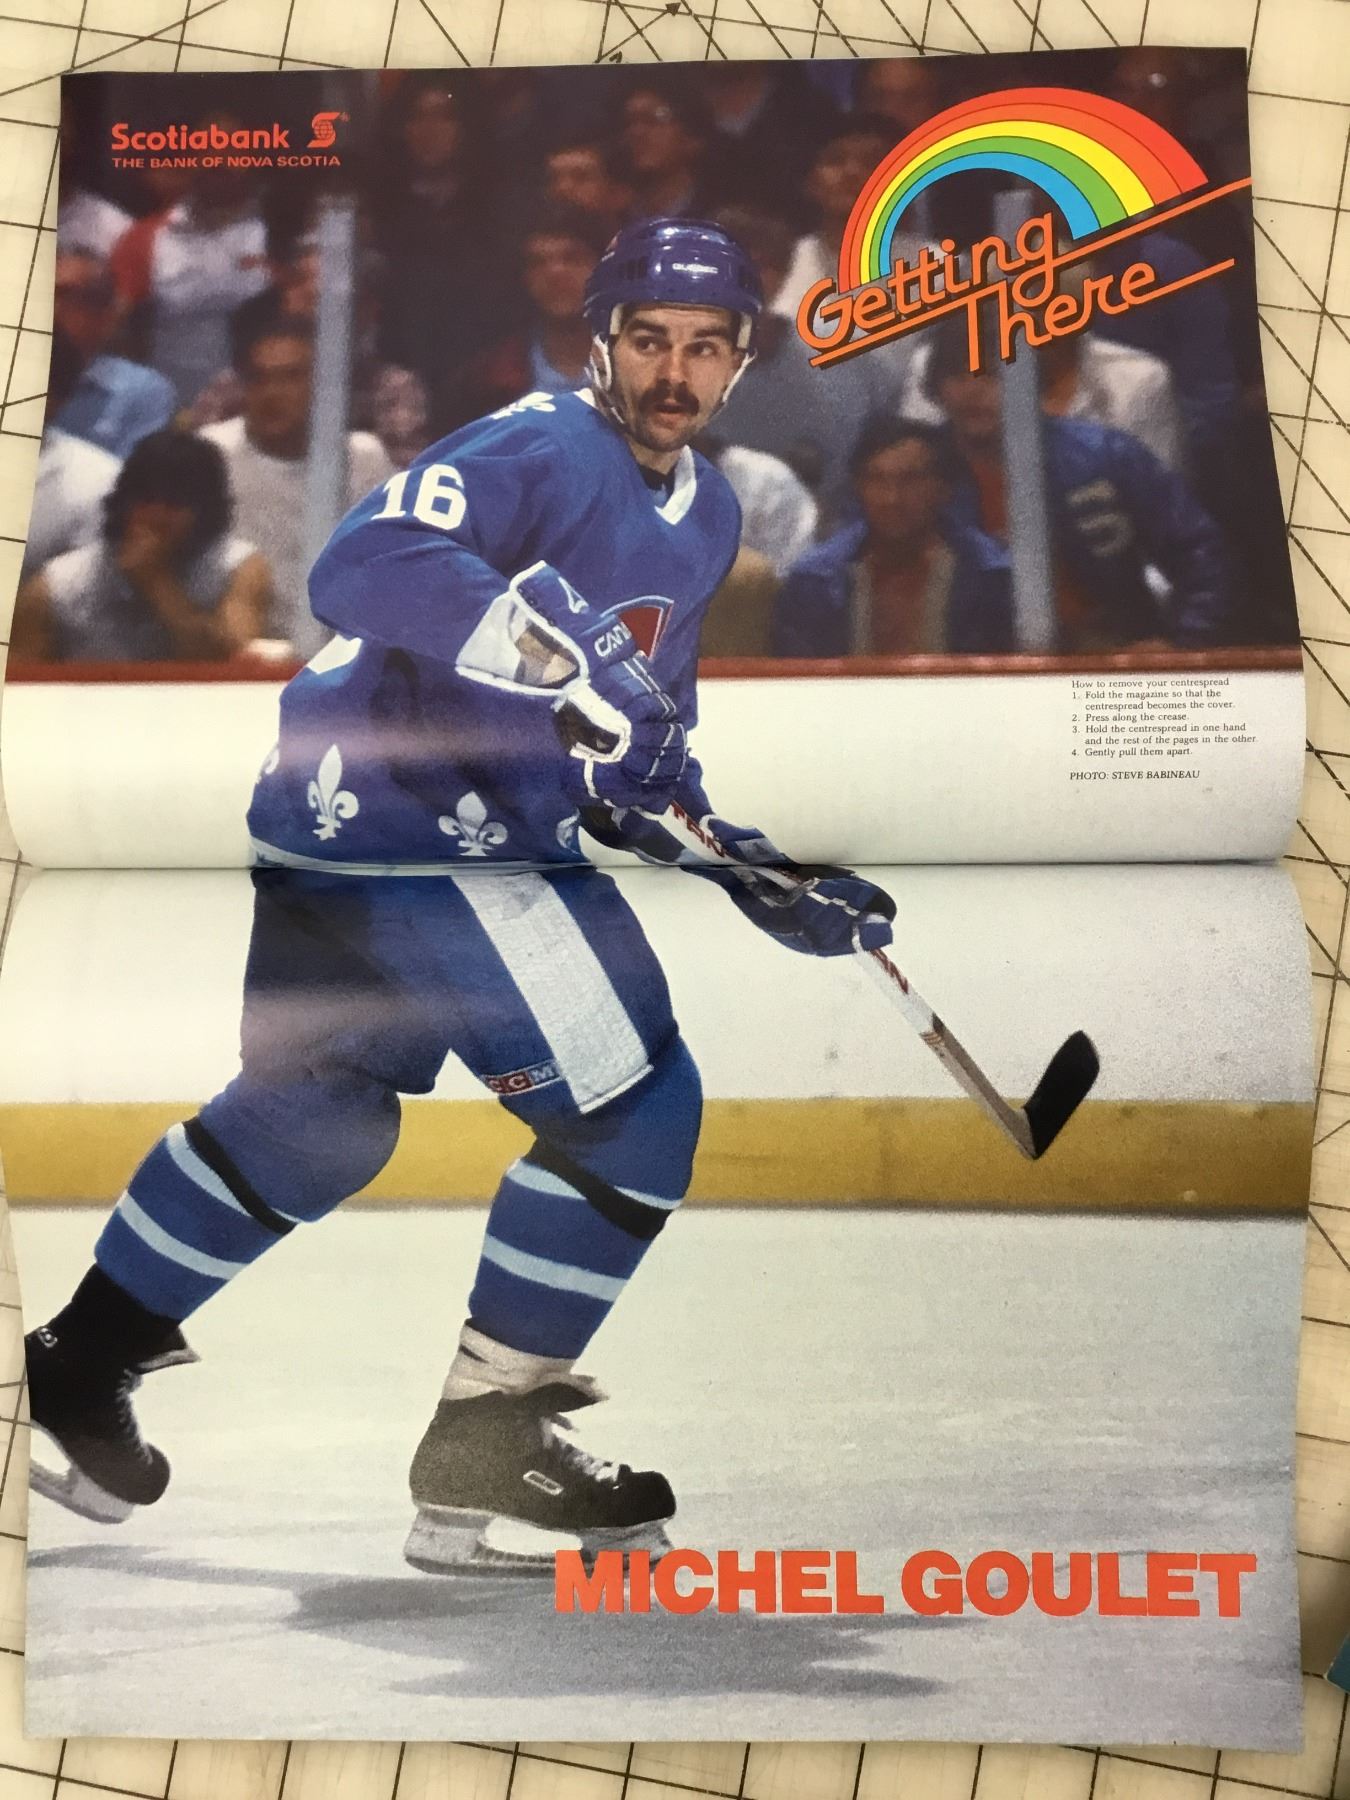 Scotiabank
THE BANK OF NOVA SCOTIA
Getting
There
QUEBEC
16
How to remove your centrespread
1. Fold the magazine so that the
centrespread becomes the cover.
2. Press along the crease.
3. Hold the centrespread in one hand
and the rest of the pages in the other.
4. Gently pull them apart.
PHOTO: STEVE BABINEAU
CCM
MICHEL GOULET